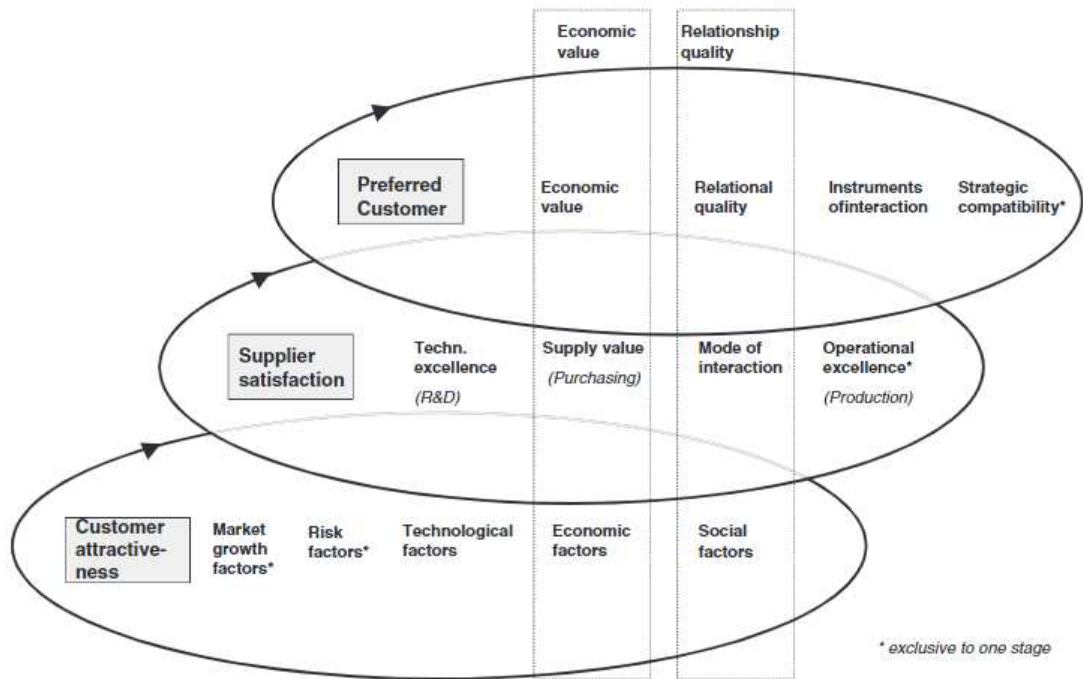 Economic
value
Relationship
quality
Preferred
Customer
Economic
value
Relational
quality
Instruments
ofinteraction
Strategic
compatibility*
Supplier
satisfaction
Techn.
excellence
(R&D)
Supply value
(Purchasing)
Mode of
interaction
Operational
excellence*
(Production)
Customer
attractive-
ness
Market
growth
factors*
Risk
factors*
Technological
factors
Economic
factors
Social
factors
* exclusive to one stage